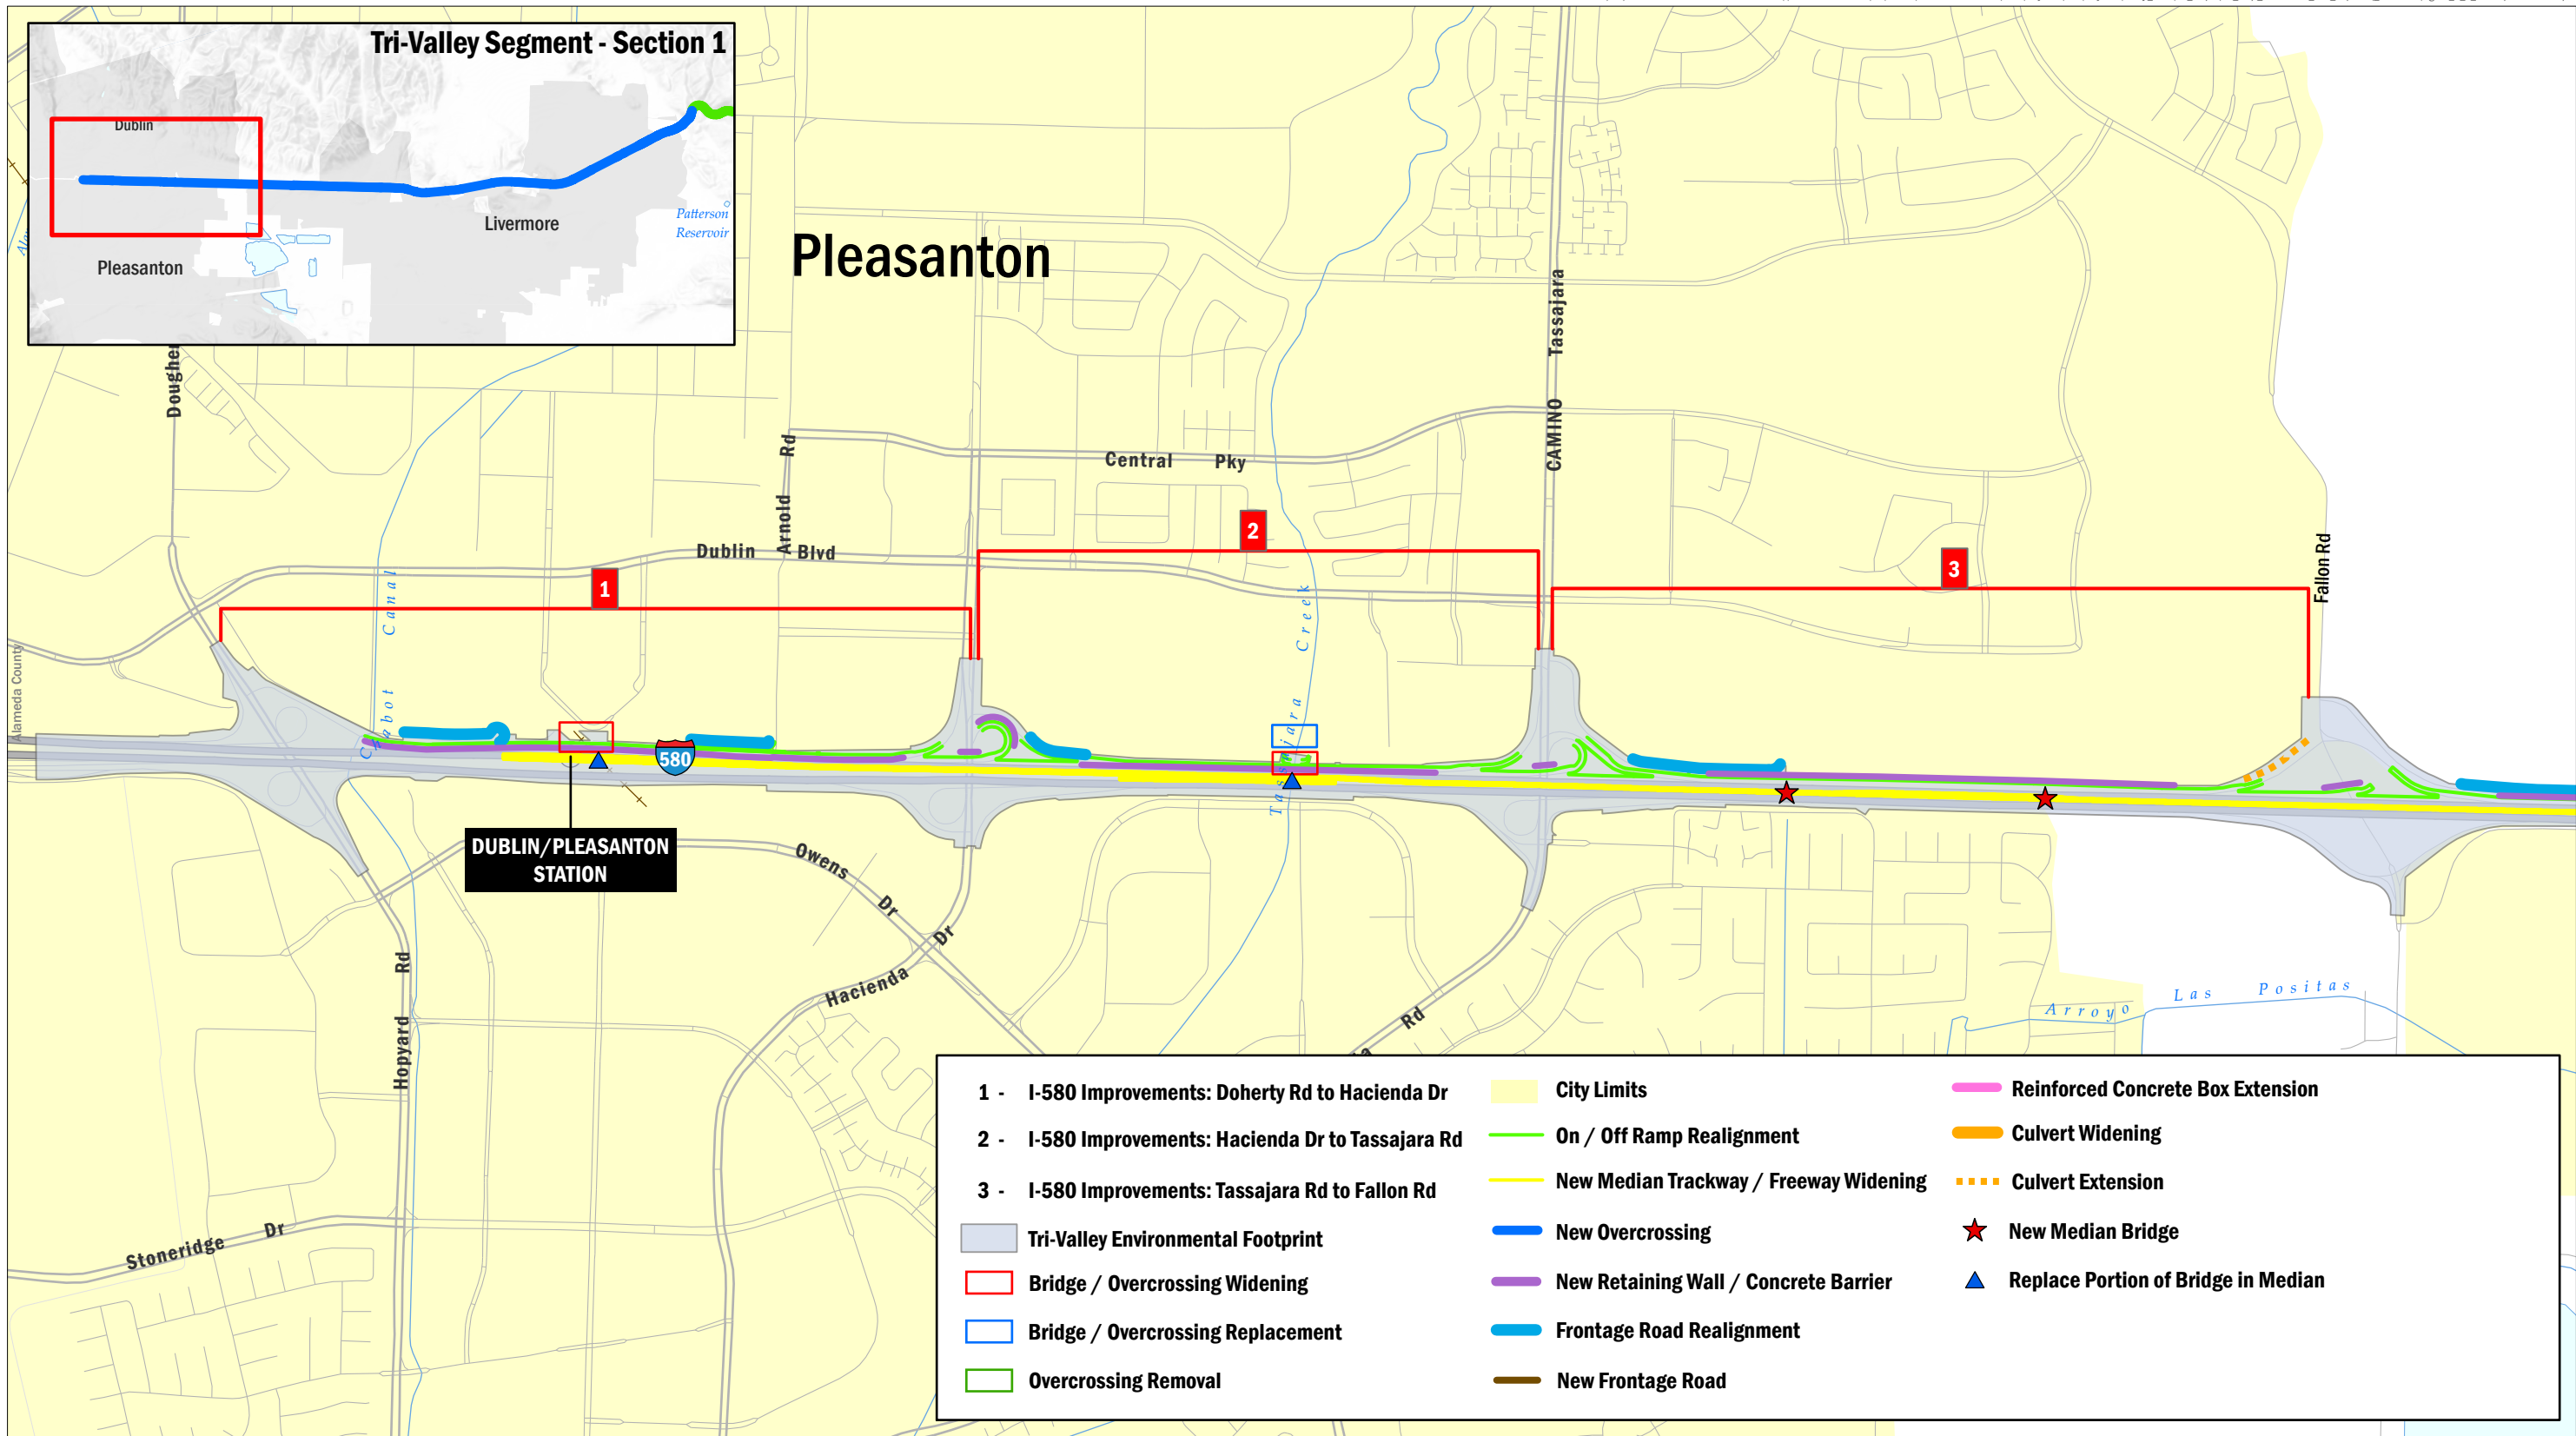 Tri-Valley Segment - Section 1
Dublin
Livermore
Patterson
Reservoir
Pleasanton
Pleasanton
Tassajara
CAMINO
Rd
Arnold
Central Pky
Dublin Blvd
Canal
Chabot
Creek
Tassajara
Fallon Rd
Alameda County
1
2
3
580
DUBLIN/PLEASANTON
STATION
Owens Dr
Hacienda Dr
Hopyard Rd
Rd
Stoneridge Dr
Arroyo Las Positas
1 - I-580 Improvements: Doherty Rd to Hacienda Dr
2 - I-580 Improvements: Hacienda Dr to Tassajara Rd
3 - I-580 Improvements: Tassajara Rd to Fallon Rd
Tri-Valley Environmental Footprint
Bridge / Overcrossing Widening
Bridge / Overcrossing Replacement
Overcrossing Removal
City Limits
On / Off Ramp Realignment
New Median Trackway / Freeway Widening
New Overcrossing
New Retaining Wall / Concrete Barrier
Frontage Road Realignment
New Frontage Road
Reinforced Concrete Box Extension
Culvert Widening
Culvert Extension
New Median Bridge
Replace Portion of Bridge in Median